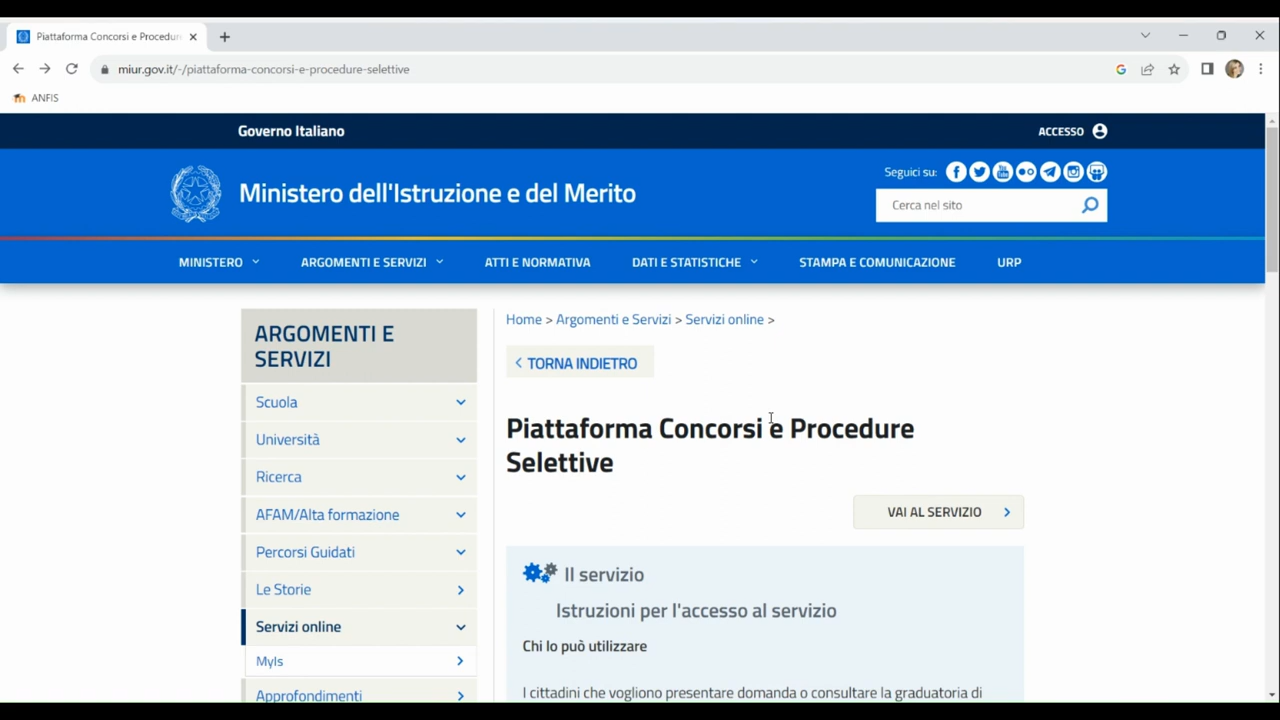 Piattaforma Concorsi e Procedur
miur.gov.it/-/piattaforma-concorsi-e-procedure-selettive
ANFIS
Governo Italiano
ACCESSO
Ministero dell'Istruzione e del Merito
Seguici su:
Cerca nel sito
MINISTERO
ARGOMENTI E SERVIZI
ATTI E NORMATIVA
DATI E STATISTICHE
STAMPA E COMUNICAZIONE
URP
ARGOMENTI E
SERVIZI
Scuola
Università
Ricerca
AFAM/Alta formazione
Percorsi Guidati
Le Storie
Servizi online
MyIs
Approfondimenti
Home > Argomenti e Servizi > Servizi online >
TORNA INDIETRO
Piattaforma Concorsi e Procedure
Selettive
VAI AL SERVIZIO
Il servizio
Istruzioni per l'accesso al servizio
Chi lo può utilizzare
I cittadini che vogliono presentare domanda o consultare la graduatoria di